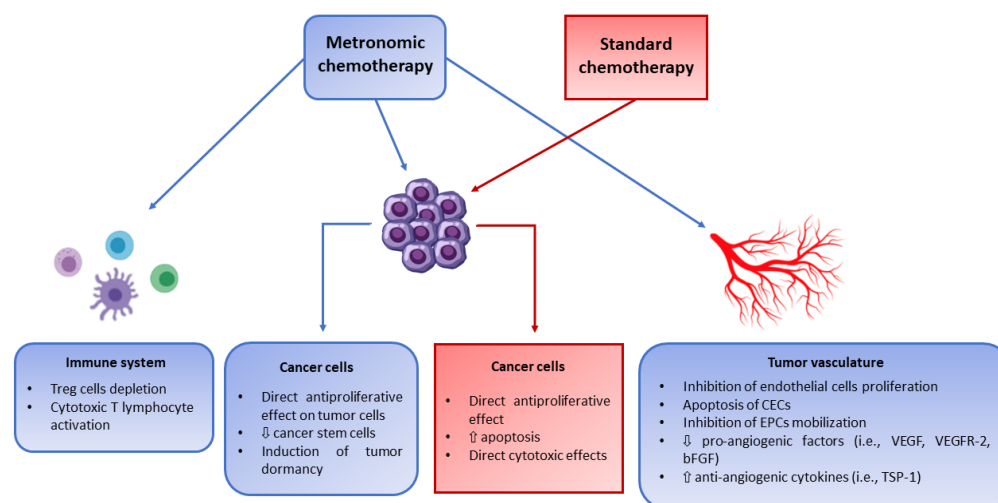 Metronomic
chemotherapy
Standard
chemotherapy
Immune system
• Treg cells depletion
• Cytotoxic T lymphocyte
activation
Cancer cells
• Direct antiproliferative
effect on tumor cells
• ⇩ cancer stem cells
• Induction of tumor
dormancy
Cancer cells
• Direct antiproliferative
effect
• ⇧ apoptosis
• Direct cytotoxic effects
Tumor vasculature
• Inhibition of endothelial cells proliferation
• Apoptosis of CECs
• Inhibition of EPCs mobilization
• ⇩ pro-angiogenic factors (i.e., VEGF, VEGFR-2,
bFGF)
• ⇧ anti-angiogenic cytokines (i.e., TSP-1)